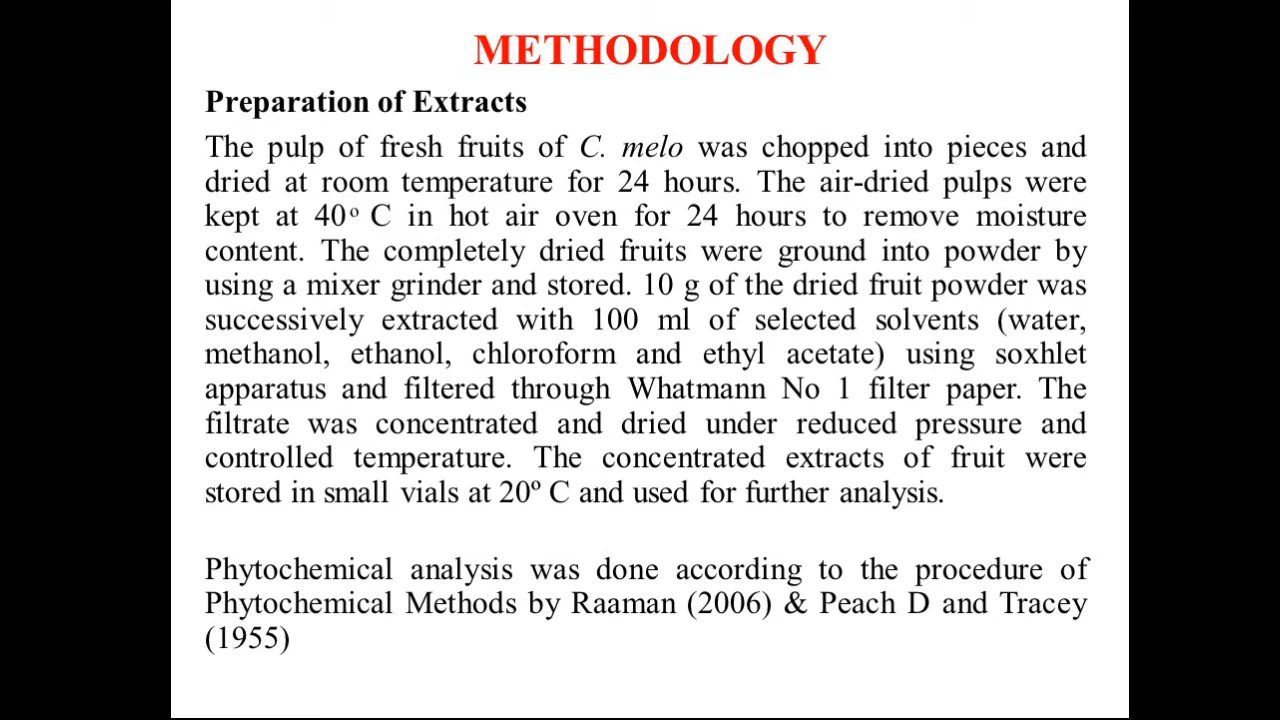 METHODOLOGY
Preparation of Extracts
The pulp of fresh fruits of C. melo was chopped into pieces and
dried at room temperature for 24 hours. The air-dried pulps were
kept at 40º C in hot air oven for 24 hours to remove moisture
content. The completely dried fruits were ground into powder by
using a mixer grinder and stored. 10 g of the dried fruit powder was
successively extracted with 100 ml of selected solvents (water,
methanol, ethanol, chloroform and ethyl acetate) using soxhlet
apparatus and filtered through Whatmann No 1 filter paper. The
filtrate was concentrated and dried under reduced pressure and
controlled temperature. The concentrated extracts of fruit were
stored in small vials at 20º C and used for further analysis.
Phytochemical analysis was done according to the procedure of
Phytochemical Methods by Raaman (2006) & Peach D and Tracey
(1955)